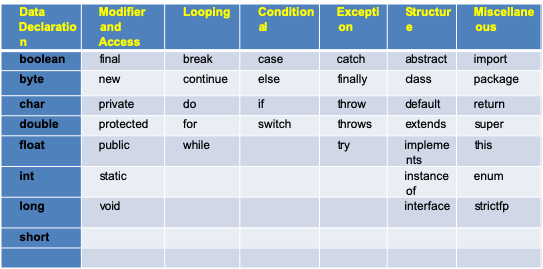 Data Declaratio n Modifier and Access Looping Condition al Excepti on Structur e Miscellane ous
boolean final break case catch abstract import
byte new continue else finally class package
char private do if throw default return
double protected for switch throws extends super
float public while try impleme nts this
int static instance of enum
long void interface strictfp
short